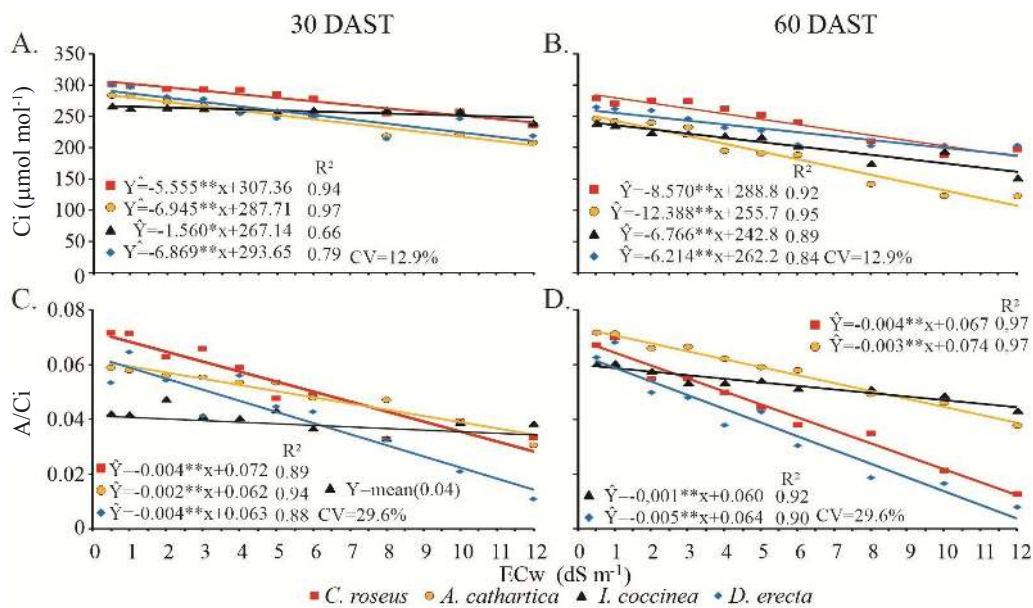 30 DAST
60 DAST
A.
B.
Ci (µmol mol⁻¹)
350
300
250
200
150
100
50
0
R²
Y^=-5.555**x+307.36 0.94
Y^=-6.945**x+287.71 0.97
Y^=-1.560*x+267.14 0.66
Y^=-6.869**x+293.65 0.79 CV=12.9%
R²
Ŷ=-8.570**x+288.8 0.92
Ŷ=-12.388**x+255.7 0.95
Ŷ=-6.766**x+242.8 0.89
Ŷ=-6.214**x+262.2 0.84 CV=12.9%
C.
D.
A/Ci
0.08
0.06
0.04
0.02
0
R²
Ŷ=-0.004**x+0.072 0.89
Ŷ=-0.002**x+0.062 0.94 Y=mean(0.04)
Ŷ=-0.004**x+0.063 0.88 CV=29.6%
R²
Ŷ=-0.004**x+0.067 0.97
Ŷ=-0.003**x+0.074 0.97
R²
Ŷ=-0,001**x+0.060 0.92
Ŷ=-0.005**x+0.064 0.90 CV=29.6%
0 1 2 3 4 5 6 8 10 12
0 1 2 3 4 5 6 8 10 12
ECw (dS m⁻¹)
C. roseus A. cathartica I. coccinea D. erecta